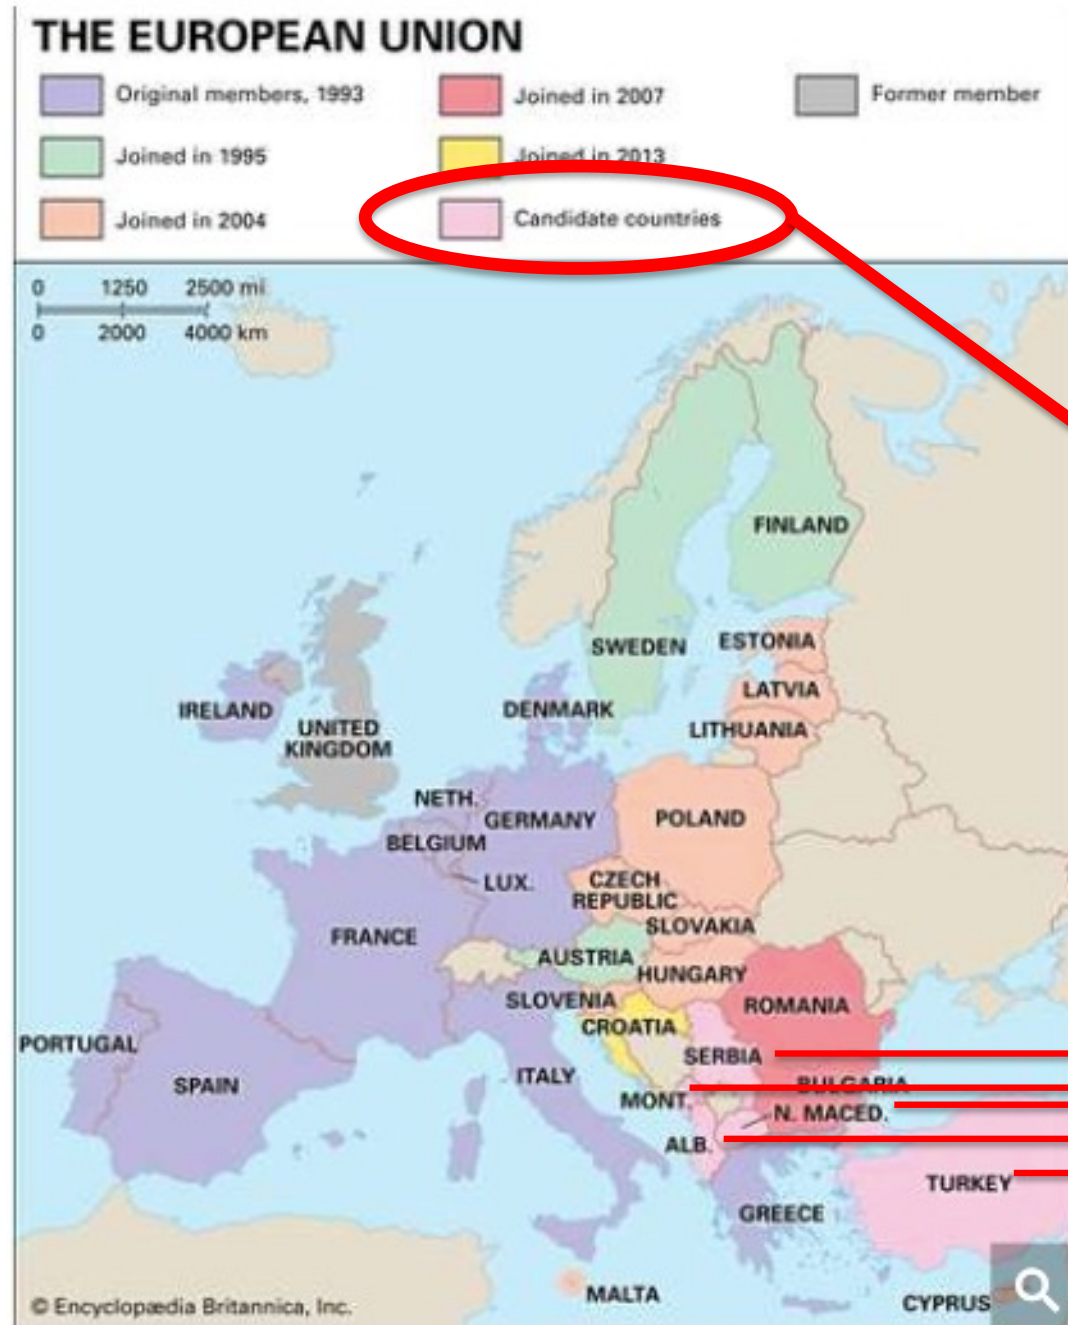 THE EUROPEAN UNION
Original members, 1993
Joined in 2007
Former member
Joined in 1995
Joined in 2013
Joined in 2004
Candidate countries
0 1250 2500 mi
0 2000 4000 km
FINLAND
SWEDEN
ESTONIA
LATVIA
IRELAND
DENMARK
LITHUANIA
UNITED
KINGDOM
NETH.
GERMANY
POLAND
BELGIUM
LUX.
CZECH
REPUBLIC
SLOVAKIA
FRANCE
AUSTRIA
HUNGARY
SLOVENIA
ROMANIA
CROATIA
PORTUGAL
SERBIA
SPAIN
ITALY
BULGARIA
MONT.
N. MACED.
ALB.
TURKEY
GREECE
MALTA
CYPRUS
© Encyclopædia Britannica, Inc.